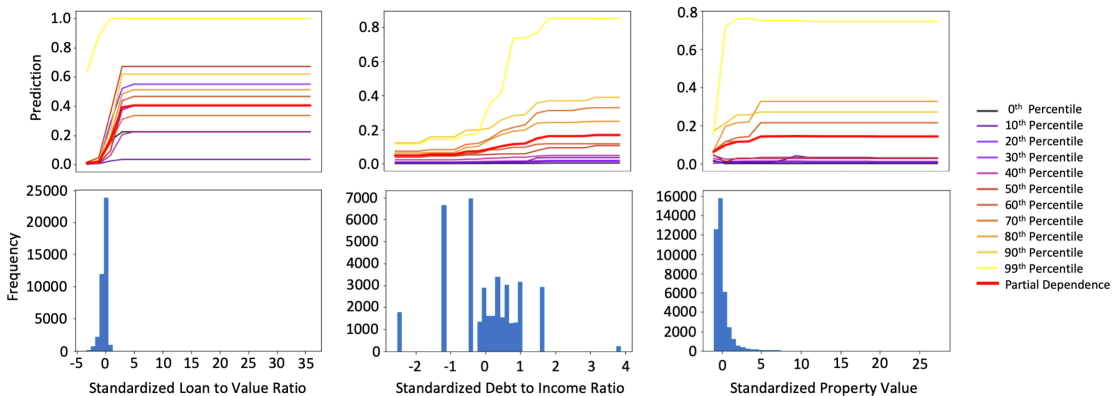 Prediction
1.0
0.8
0.6
0.4
0.2
0.0
0.8
0.6
0.4
0.2
0.0
0.8
0.6
0.4
0.2
0.0
0th Percentile
10th Percentile
20th Percentile
30th Percentile
40th Percentile
50th Percentile
60th Percentile
70th Percentile
80th Percentile
90th Percentile
99th Percentile
Partial Dependence
Frequency
25000
20000
15000
10000
5000
0
-5 0 5 10 15 20 25 30 35
Standardized Loan to Value Ratio
7000
6000
5000
4000
3000
2000
1000
0
-2 -1 0 1 2 3 4
Standardized Debt to Income Ratio
16000
14000
12000
10000
8000
6000
4000
2000
0
0 5 10 15 20 25
Standardized Property Value